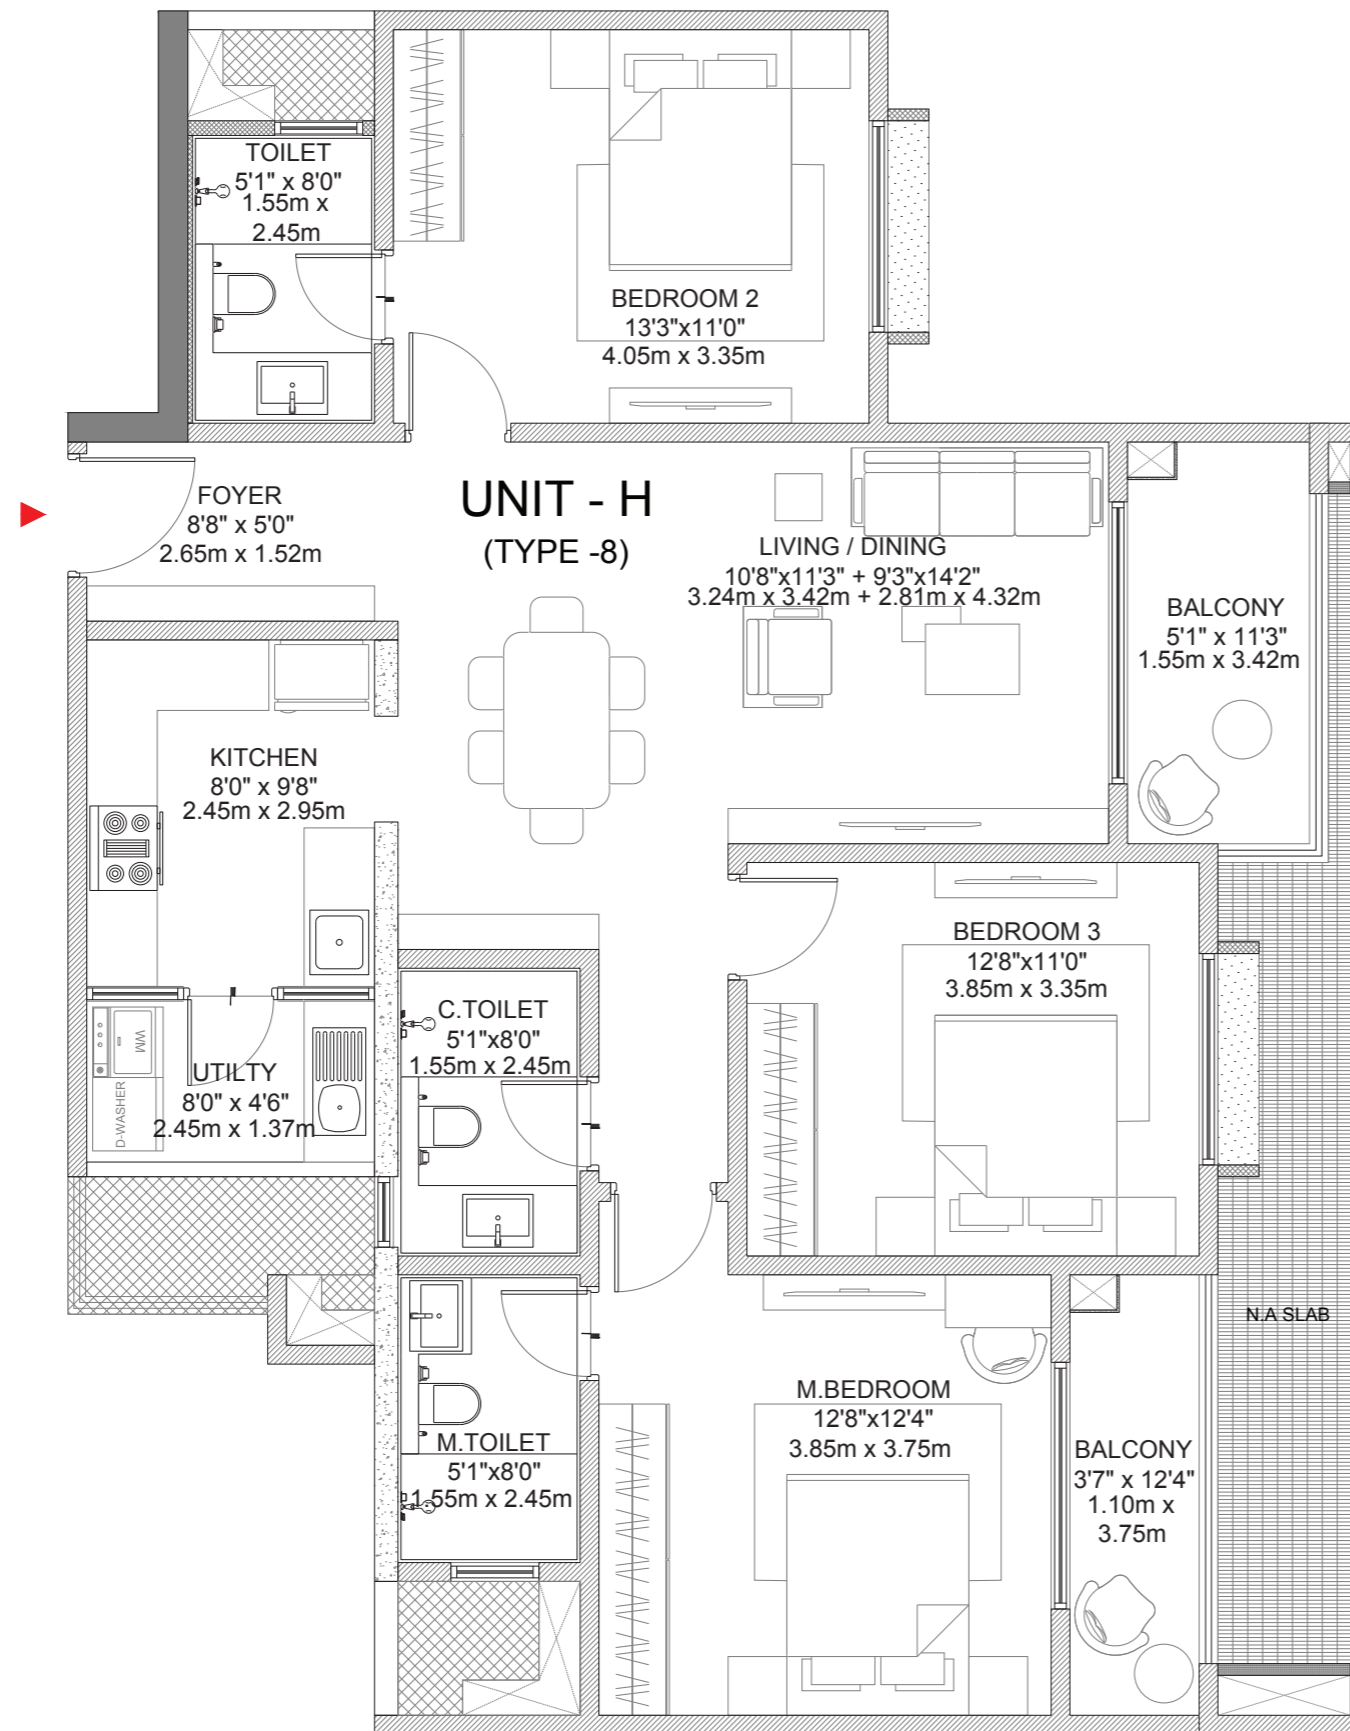 TOILET
5'1" x 8'0"
1.55m x
2.45m
BEDROOM 2
13'3"x11'0"
4.05m x 3.35m
FOYER
8'8" x 5'0"
2.65m x 1.52m
UNIT - H
(TYPE -8)
LIVING / DINING
10'8"x11'3" + 9'3"x14'2"
3.24m x 3.42m + 2.81m x 4.32m
BALCONY
5'1" x 11'3"
1.55m x 3.42m
KITCHEN
8'0" x 9'8"
2.45m x 2.95m
BEDROOM 3
12'8"x11'0"
3.85m x 3.35m
C.TOILET
5'1"x8'0"
1.55m x 2.45m
WM
D-WASHER
UTILTY
8'0" x 4'6"
2.45m x 1.37m
N.A SLAB
M.BEDROOM
12'8"x12'4"
3.85m x 3.75m
M.TOILET
5'1"x8'0"
1.55m x 2.45m
BALCONY
3'7" x 12'4"
1.10m x
3.75m